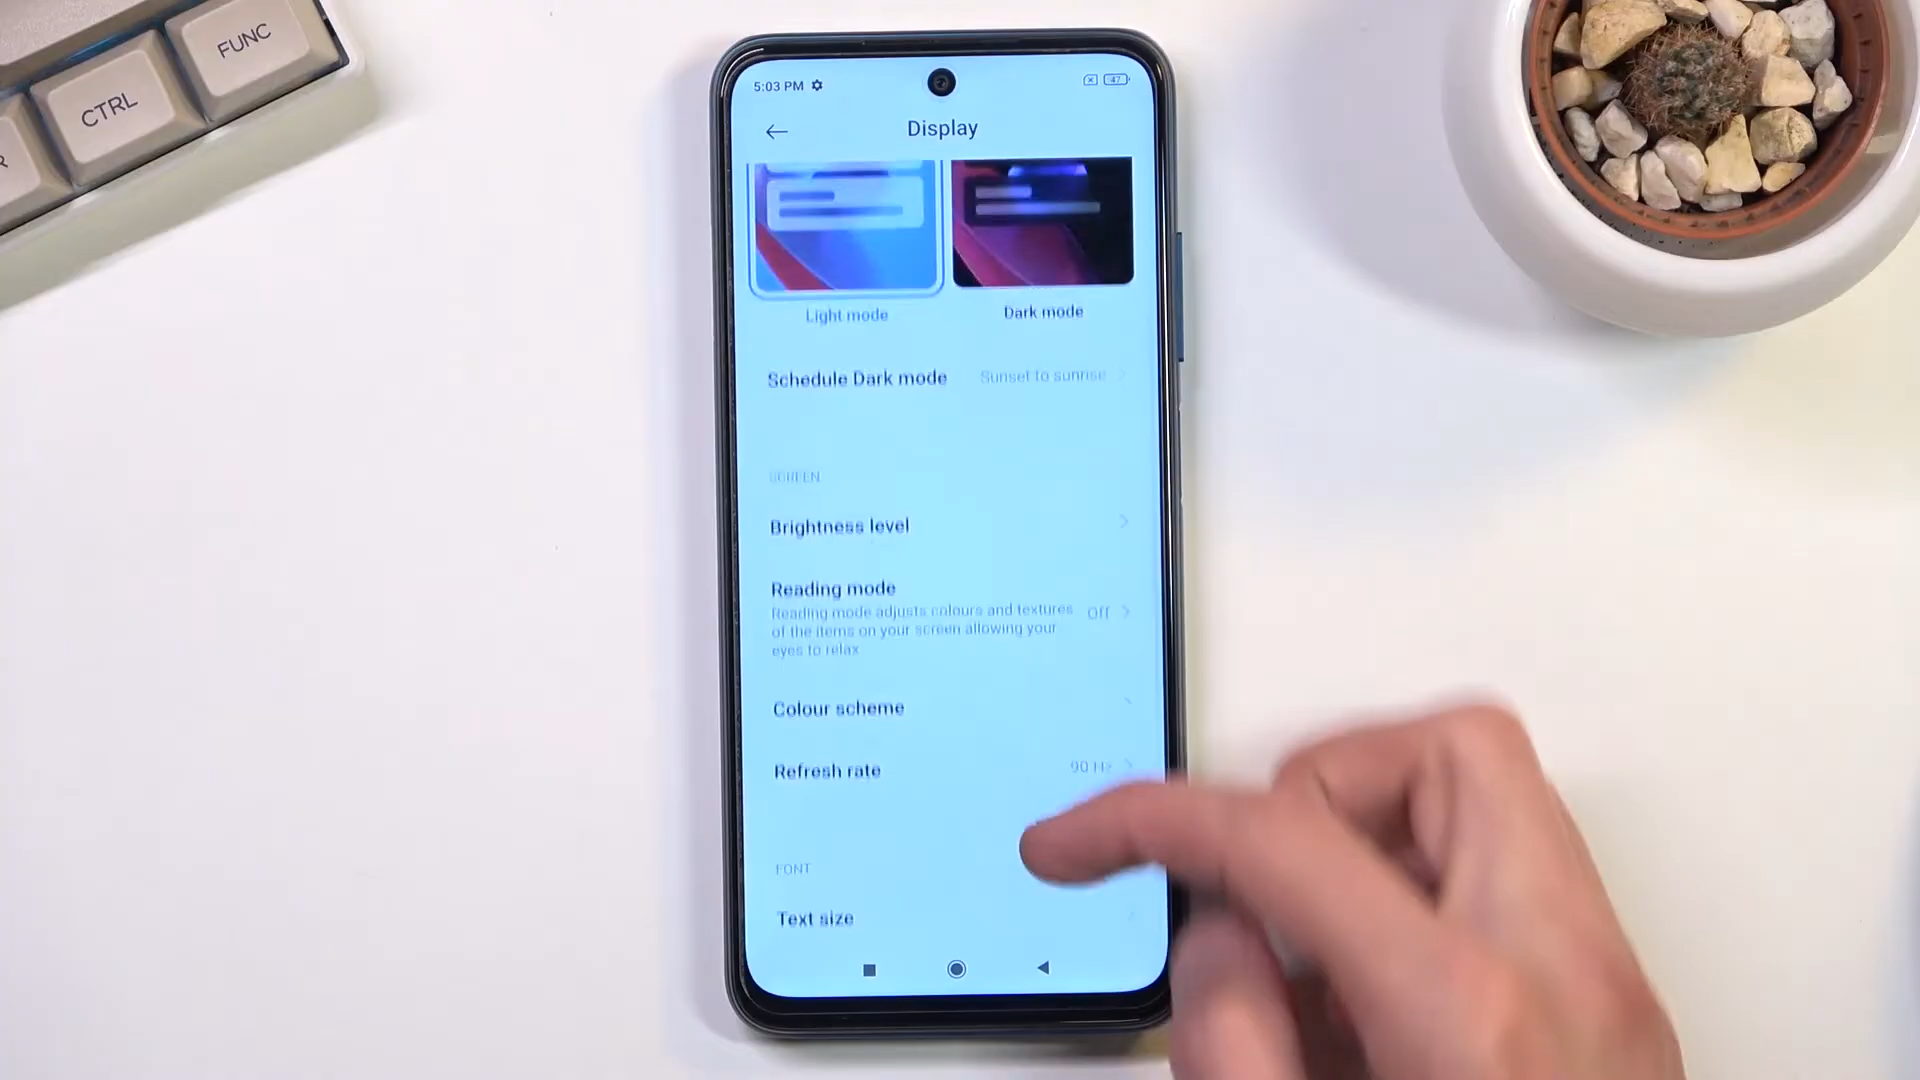 FUNC
CTRL
R
5:03 PM
47
Display
Light mode
Dark mode
Schedule Dark mode
Sunset to sunrise
SCREEN
Brightness level
Reading mode
Reading mode adjusts colours and textures
of the items on your screen allowing your
eyes to relax
Off
Colour scheme
Refresh rate
90 Hz
FONT
Text size